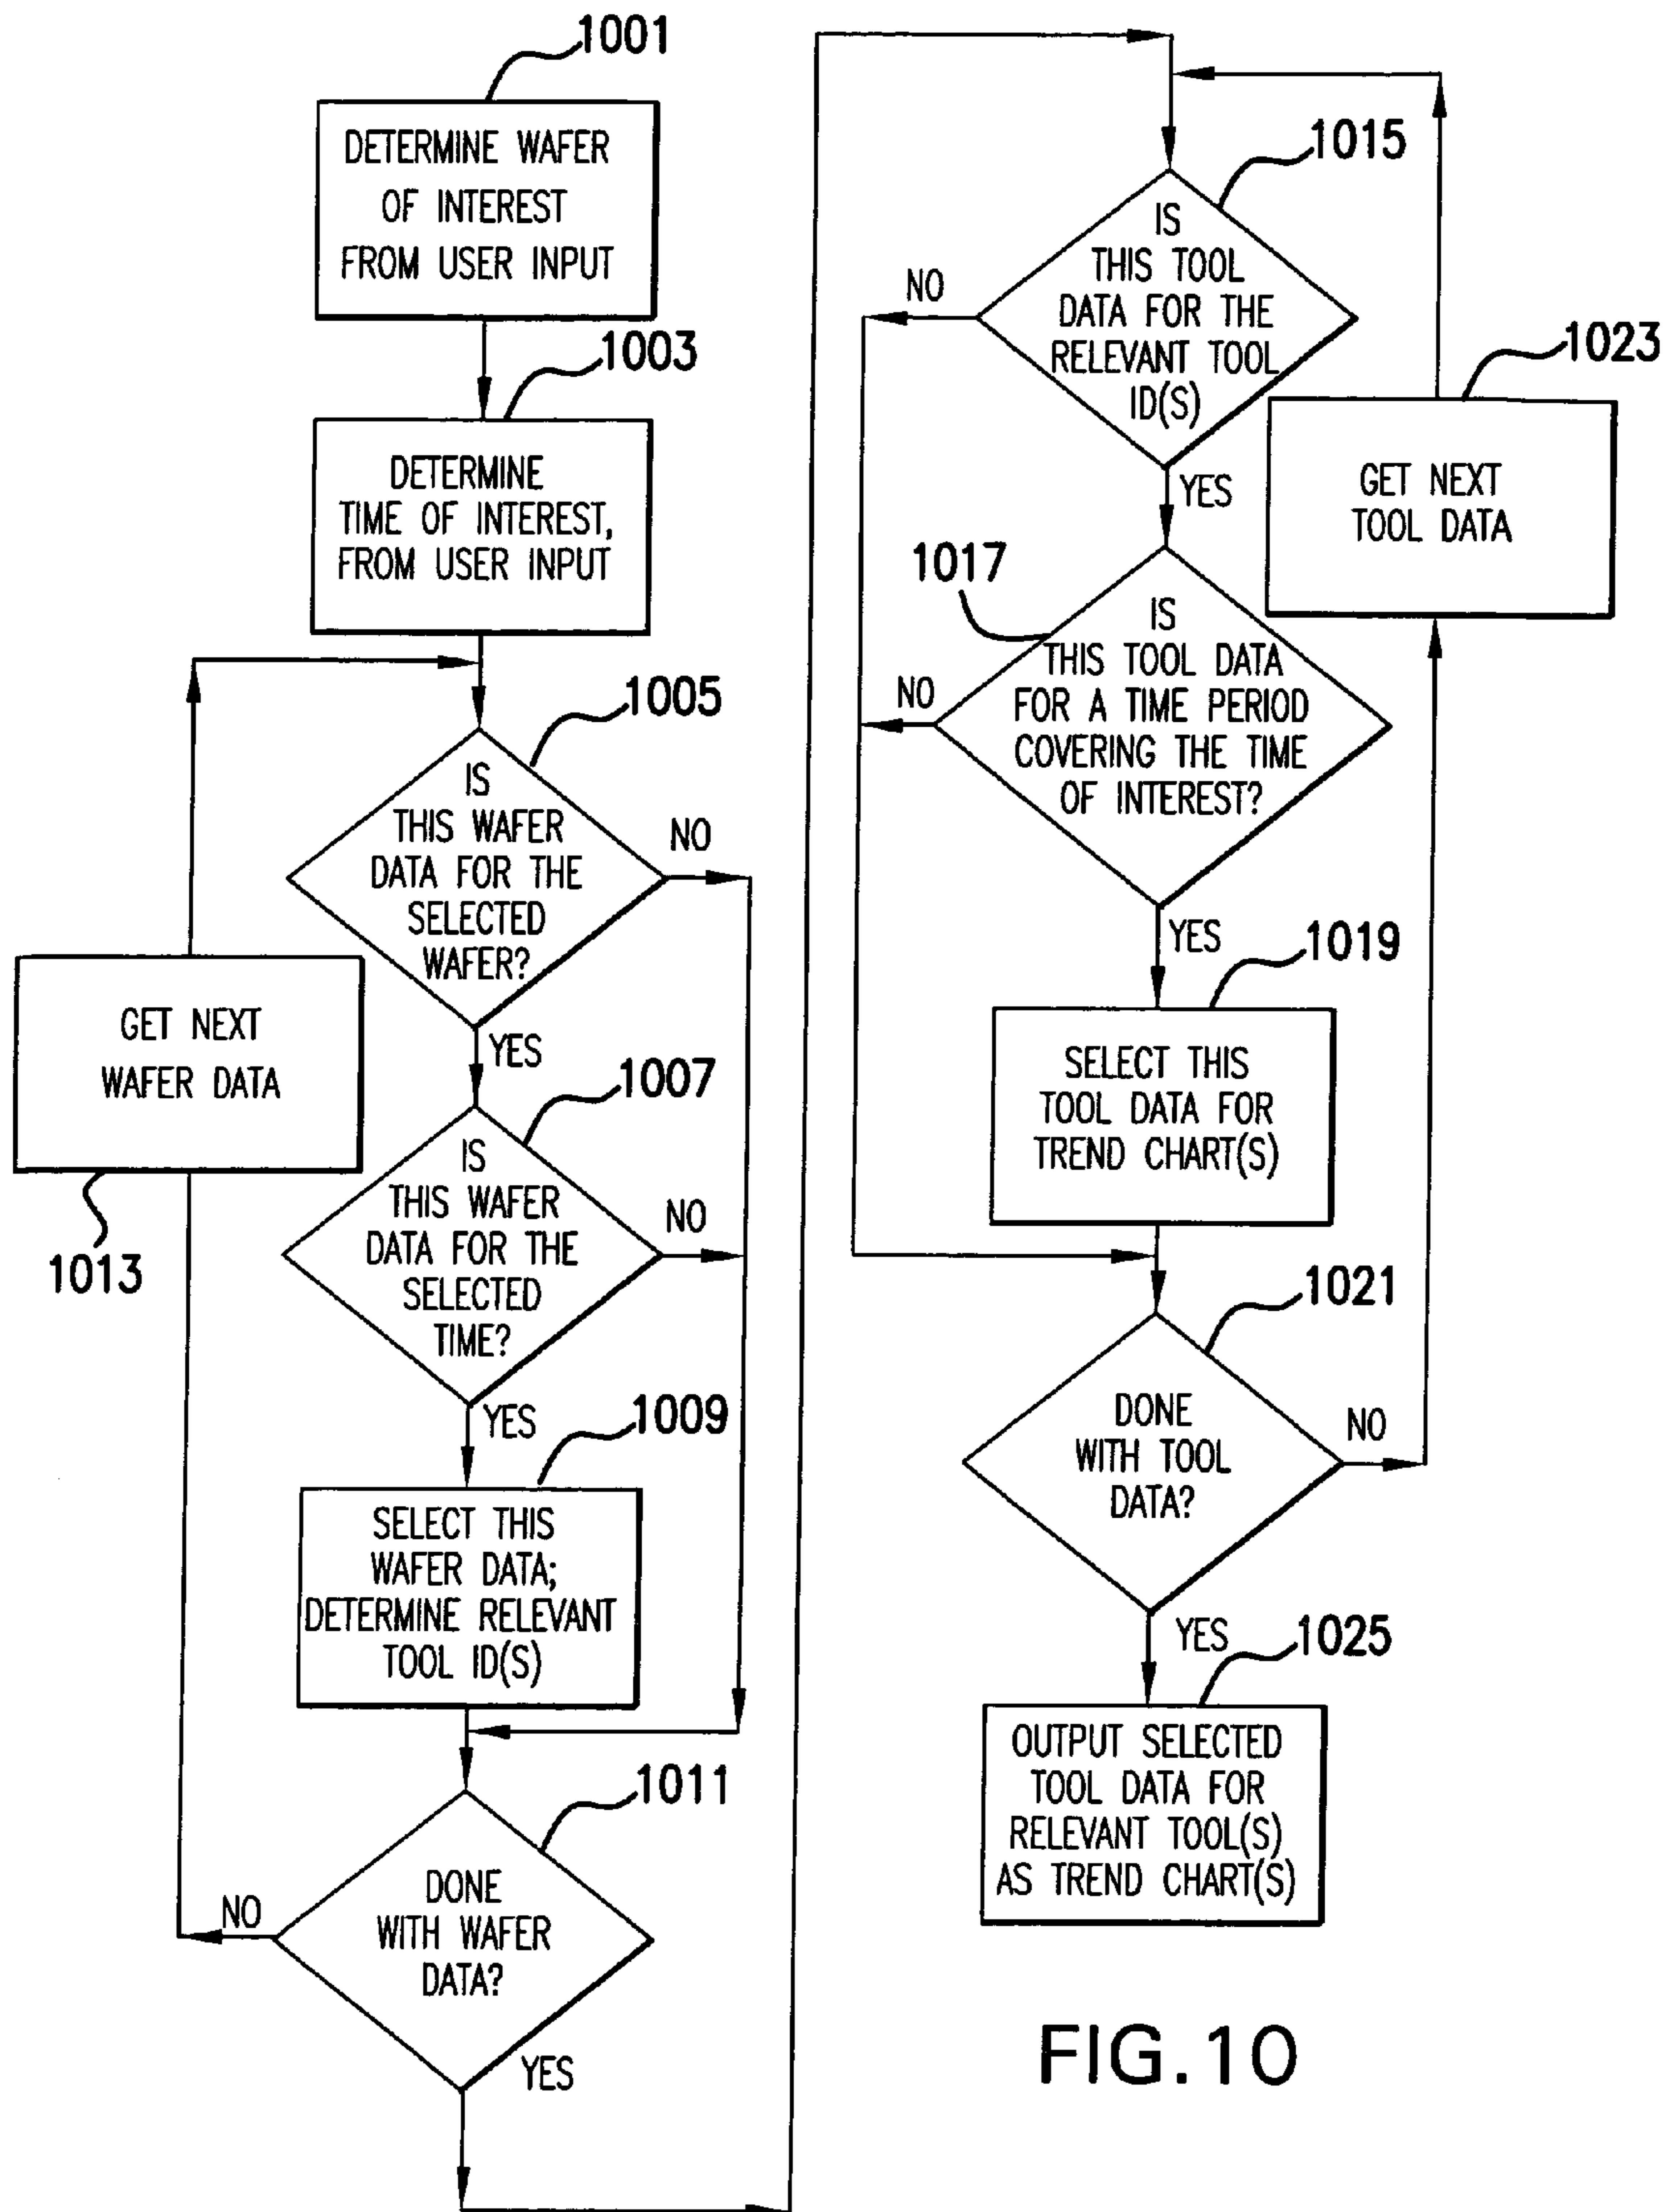 1001
DETERMINE WAFER
OF INTEREST
FROM USER INPUT
1003
DETERMINE
TIME OF INTEREST,
FROM USER INPUT
1005
IS
THIS WAFER
DATA FOR THE
SELECTED
WAFER?
NO
YES
GET NEXT
WAFER DATA
1013
1007
IS
THIS WAFER
DATA FOR THE
SELECTED
TIME?
NO
YES
1009
SELECT THIS
WAFER DATA;
DETERMINE RELEVANT
TOOL ID(S)
1011
DONE
WITH WAFER
DATA?
NO
YES
1015
IS
THIS TOOL
DATA FOR THE
RELEVANT TOOL
ID(S)
NO
YES
1023
GET NEXT
TOOL DATA
1017
IS
THIS TOOL DATA
FOR A TIME PERIOD
COVERING THE TIME
OF INTEREST?
NO
YES
1019
SELECT THIS
TOOL DATA FOR
TREND CHART(S)
1021
DONE
WITH TOOL
DATA?
NO
YES
1025
OUTPUT SELECTED
TOOL DATA FOR
RELEVANT TOOL(S)
AS TREND CHART(S)
FIG.10